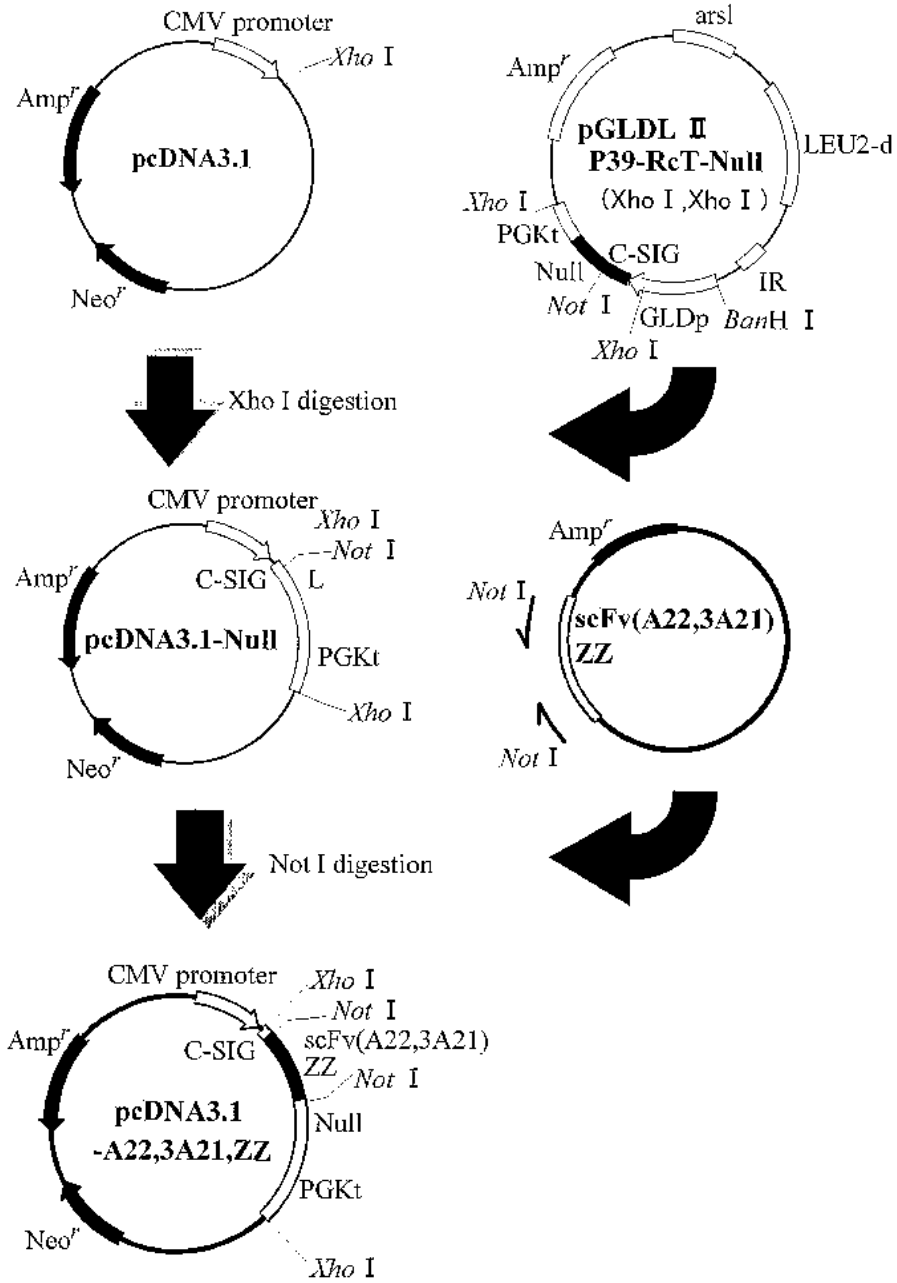 CMV promoter
Xho I
Amp^r
pcDNA3.1
Neo^r
arsl
Amp^r
pGLDL II
P39-RcT-Null
(Xho I ,Xho I )
LEU2-d
Xho I
PGKt
C-SIG
Null
Not I
IR
GLDp
BanH I
Xho I
Xho I digestion
CMV promoter
Xho I
Not I
Amp^r
C-SIG
L
pcDNA3.1-Null
PGKt
Xho I
Neo^r
Amp^r
Not I
scFv(A22,3A21)
ZZ
Not I
Not I digestion
CMV promoter
Xho I
Not I
Amp^r
C-SIG
scFv(A22,3A21)
ZZ
Not I
pcDNA3.1
-A22,3A21,ZZ
Null
PGKt
Neo^r
Xho I